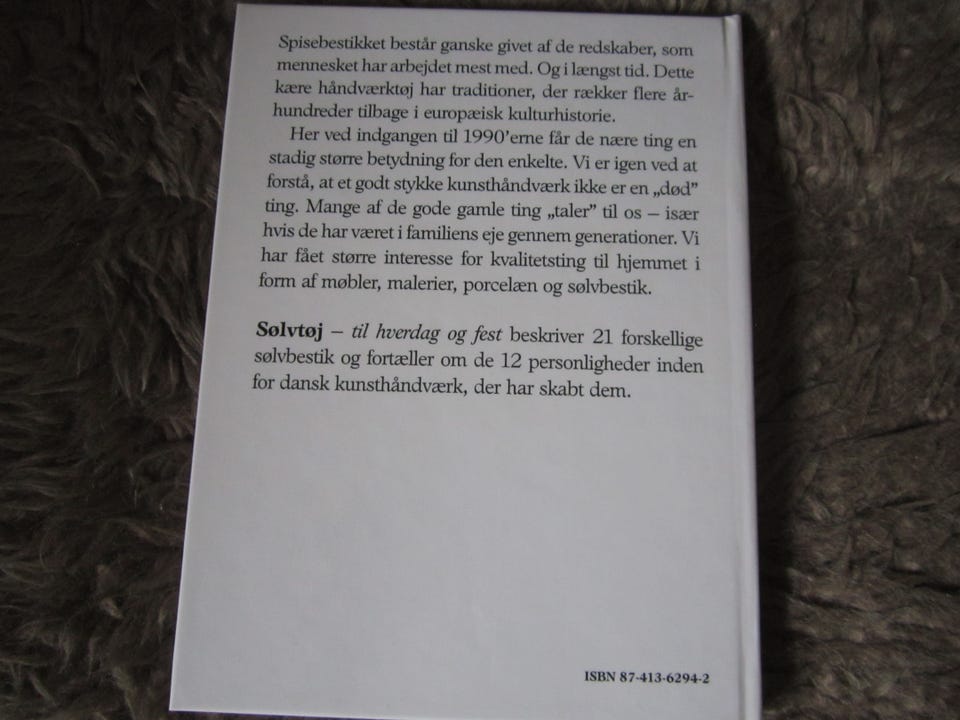 Spisebestikket består ganske givet af de redskaber, som
mennesket har arbejdet mest med. Og i længst tid. Dette
kære håndværktøj har traditioner, der rækker flere år-
hundreder tilbage i europæisk kulturhistorie.
Her ved indgangen til 1990'erne får de nære ting en
stadig større betydning for den enkelte. Vi er igen ved at
forstå, at et godt stykke kunsthåndværk ikke er en „død”
ting. Mange af de gode gamle ting „taler” til os – især
hvis de har været i familiens eje gennem generationer. Vi
har fået større interesse for kvalitetsting til hjemmet i
form af møbler, malerier, porcelæn og sølvbestik.
Sølvtøj – til hverdag og fest beskriver 21 forskellige
sølvbestik og fortæller om de 12 personligheder inden
for dansk kunsthåndværk, der har skabt dem.
ISBN 87-413-6294-2